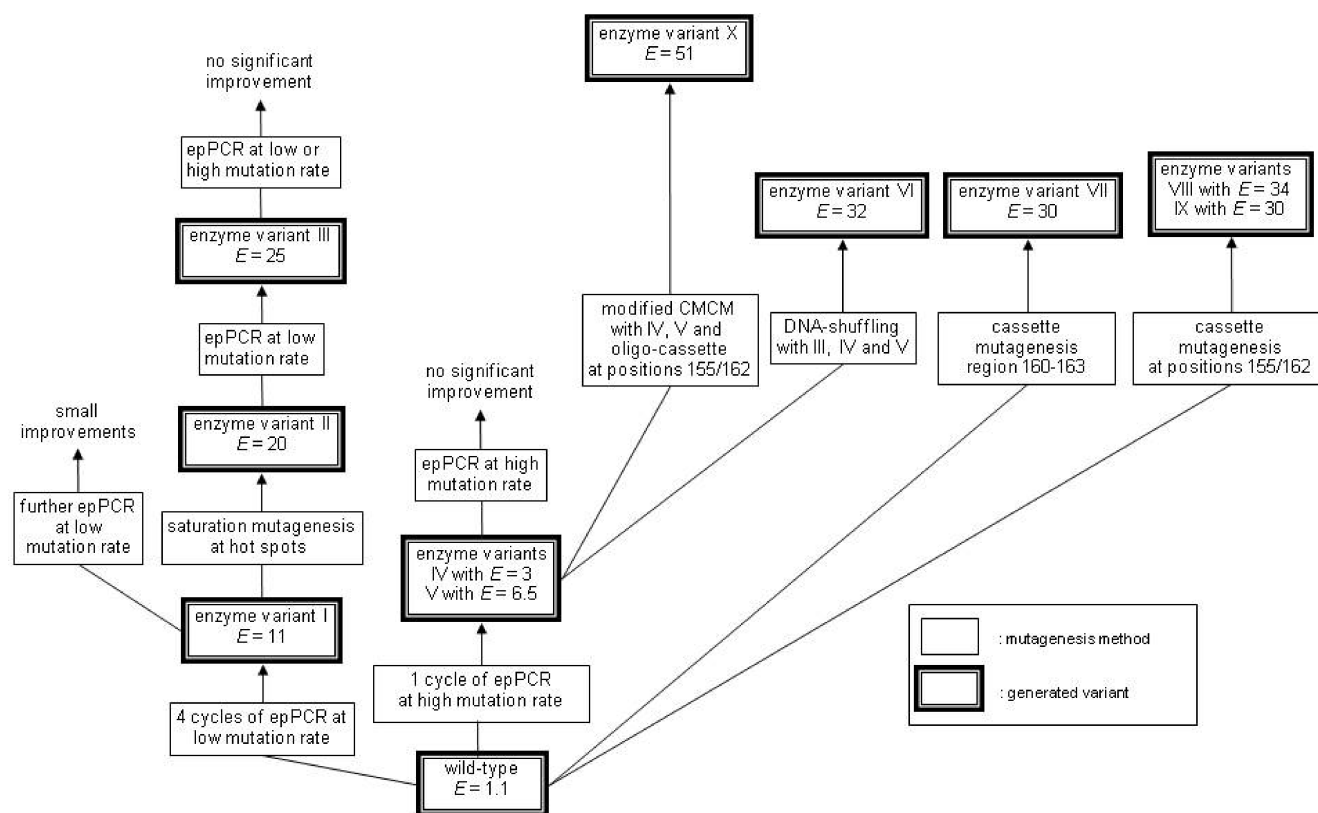 enzyme variant X
E = 51
no significant
improvement
epPCR at low or
high mutation rate
enzyme variant III
E = 25
epPCR at low
mutation rate
small
improvements
enzyme variant II
E = 20
further epPCR
at low
mutation rate
saturation mutagenesis
at hot spots
enzyme variant I
E = 11
4 cycles of epPCR at
low mutation rate
no significant
improvement
epPCR at high
mutation rate
enzyme variants
IV with E = 3
V with E = 6.5
1 cycle of epPCR
at high mutation rate
wild-type
E = 1.1
modified CMCM
with IV, V and
oligo-cassette
at positions 155/162
enzyme variant VI
E = 32
DNA-shuffling
with III, IV and V
enzyme variant VII
E = 30
cassette
mutagenesis
region 160-163
enzyme variants
VIII with E = 34
IX with E = 30
cassette
mutagenesis
at positions 155/162
: mutagenesis method
: generated variant